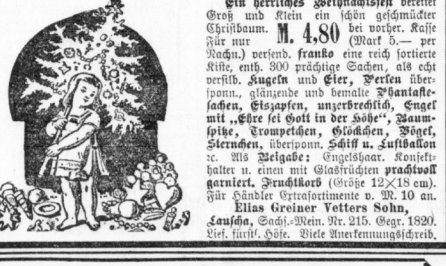 Ein herrliches Weihnachtsfest bereitet
Groß und Klein ein schön geschmückter
Christbaum. M. 4,80 bei vorher. Kasse
Für nur (Mark 5.— per
Nachn.) versend. franko eine reich sortierte
Kiste, enth. 300 prächtige Sachen, als echt
versilb. Kugeln und Eier, Perlen über-
sponn., glänzende und bemalte Phantasie-
sachen, Eiszapfen, unzerbrechlich, Engel
mit „Ehre sei Gott in der Höhe“, Baum-
spitze, Trompetchen, Glöckchen, Vögel,
Sternchen, übersponn. Schiff u. Luftballon
ꝛc. Als Beigabe: Engelshaar. Konfekt-
halter u. einen mit Glasfrüchten prachtvoll
garniert. Fruchtkorb (Größe 12×18 cm).
Für Händler Extrasortimente v. M. 10 an.
Elias Greiner Vetters Sohn,
Lauscha, Sachs.-Mein. Nr. 215. Gegr. 1820.
Lief. fürstl. Höfe. Viele Anerkennungsschreib.